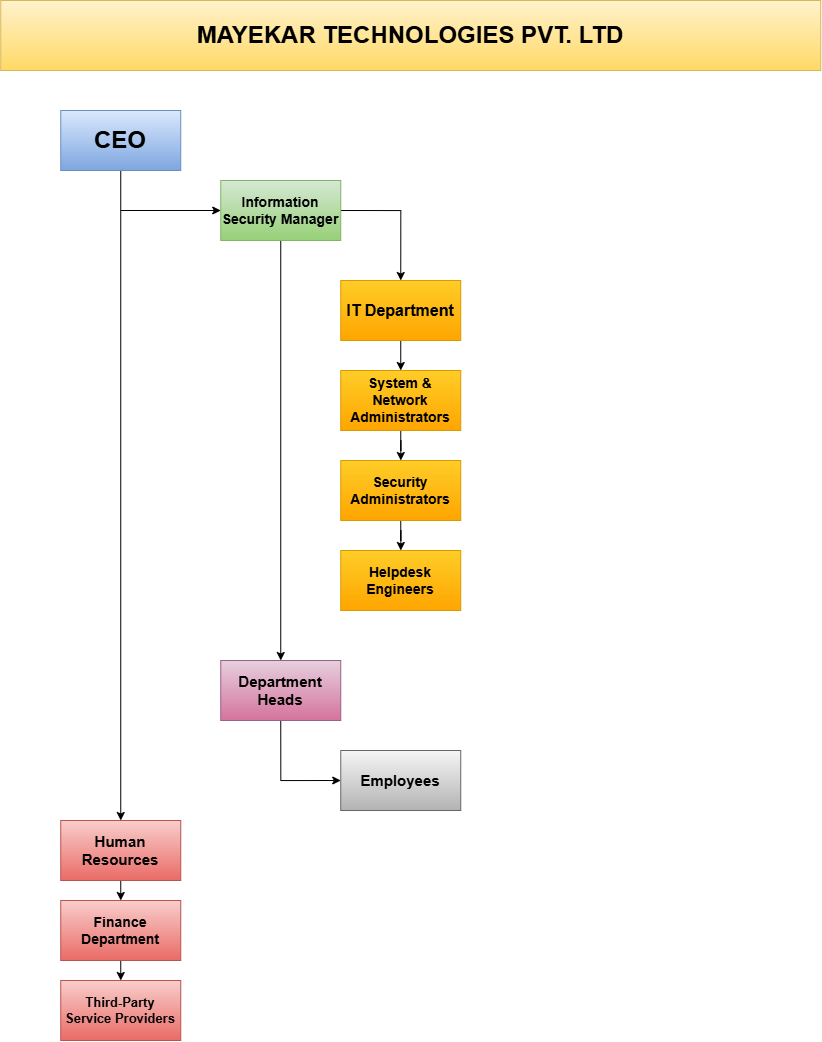 MAYEKAR TECHNOLOGIES PVT. LTD
CEO
Information
Security Manager
IT Department
System &
Network
Administrators
Security
Administrators
Helpdesk
Engineers
Department
Heads
Employees
Human
Resources
Finance
Department
Third-Party
Service Providers